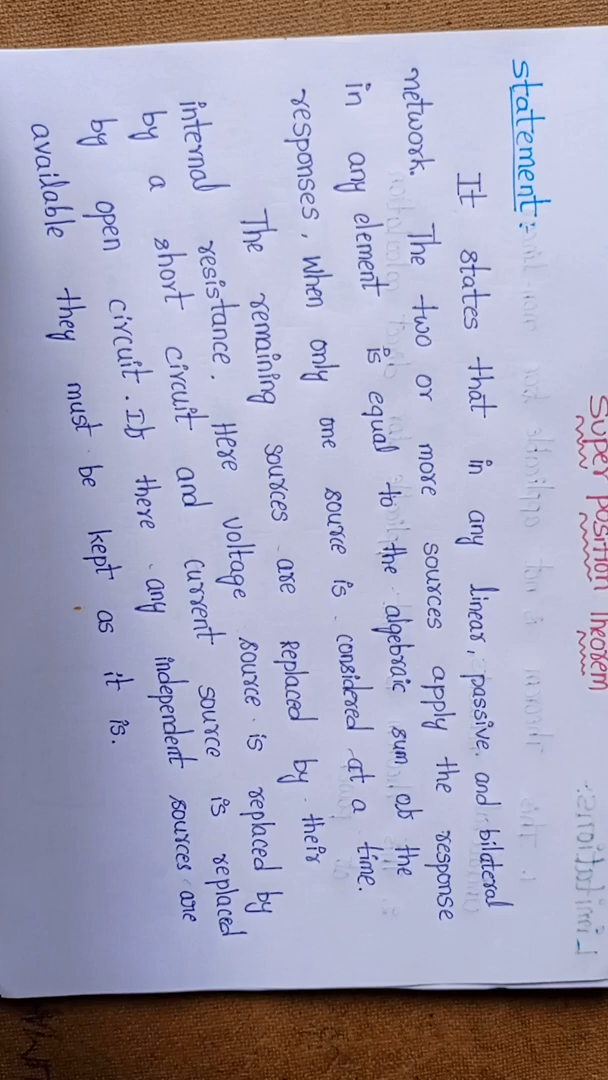 Super position Theorem
statement:
It states that in any linear, passive and bilateral
network. The two or more sources apply the response
in any element is equal to the algebraic sum of the
responses, when only one source is considered at a time.
The remaining sources are replaced by their
internal resistance. Here voltage source is replaced by
by a short circuit and current source is replaced
by open circuit. If there any independent sources are
available they must be kept as it is.